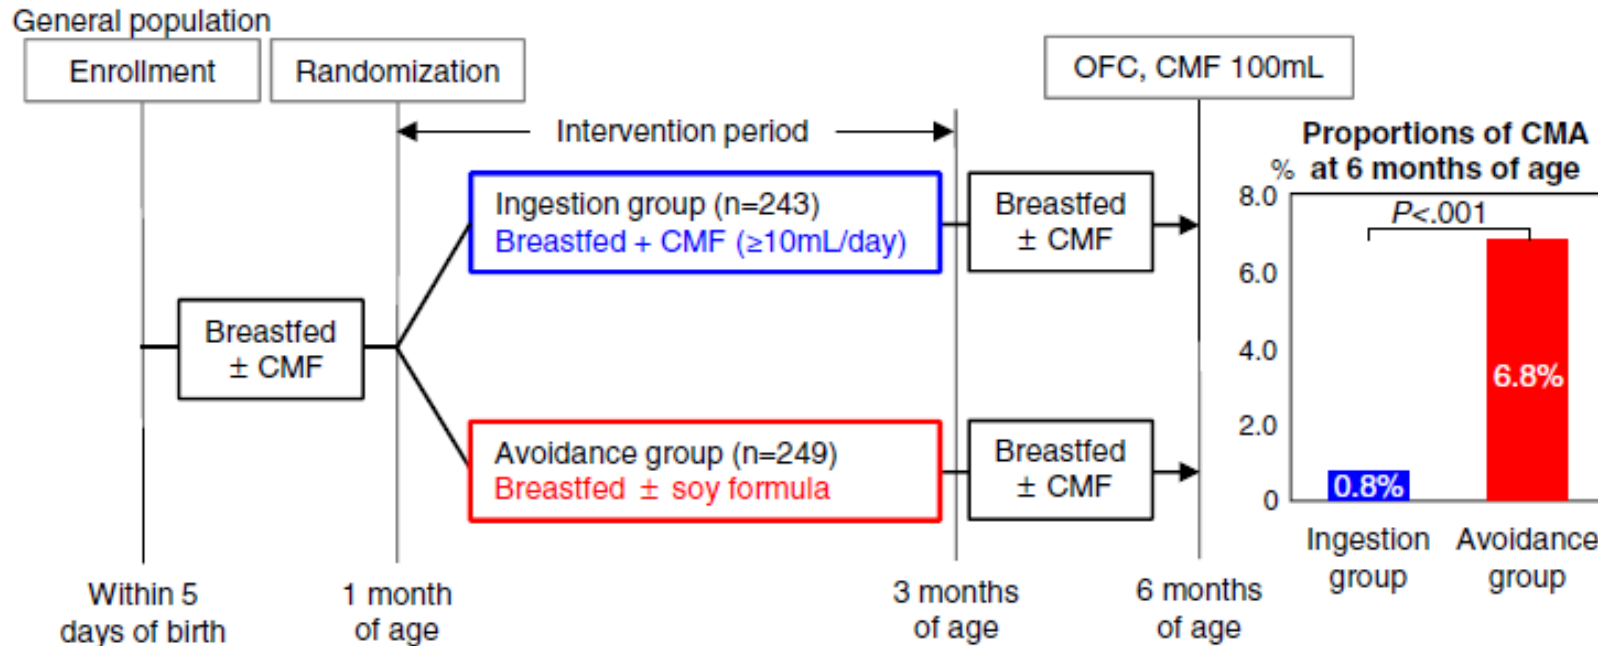 General population
Enrollment
Randomization
OFC, CMF 100mL
Intervention period
Ingestion group (n=243)
Breastfed + CMF (≥10mL/day)
Breastfed
± CMF
Breastfed
± CMF
Avoidance group (n=249)
Breastfed ± soy formula
Breastfed
± CMF
Within 5
days of birth
1 month
of age
3 months
of age
6 months
of age
Proportions of CMA
% at 6 months of age
8.0
P<.001
6.0
4.0
6.8%
2.0
0.8%
0
Ingestion
group
Avoidance
group